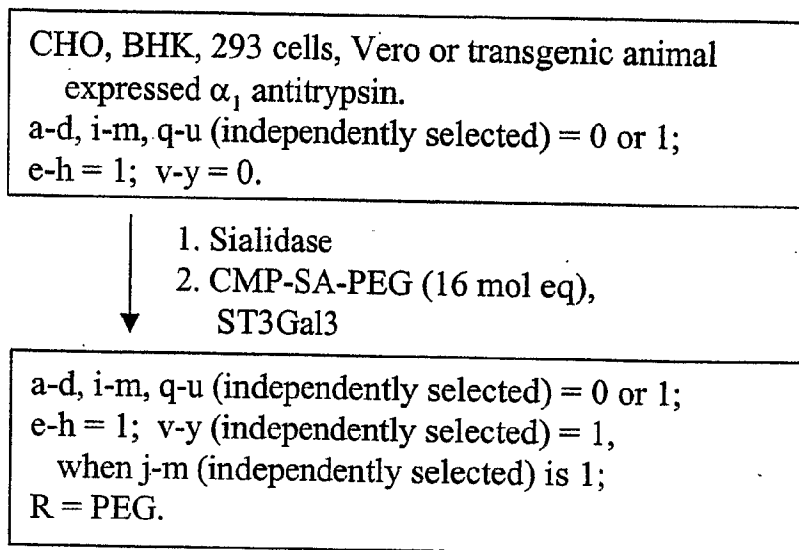 CHO, BHK, 293 cells, Vero or transgenic animal
expressed α₁ antitrypsin.
a-d, i-m, q-u (independently selected) = 0 or 1;
e-h = 1; v-y = 0.
1. Sialidase
2. CMP-SA-PEG (16 mol eq),
ST3Gal3
a-d, i-m, q-u (independently selected) = 0 or 1;
e-h = 1; v-y (independently selected) = 1,
when j-m (independently selected) is 1;
R = PEG.